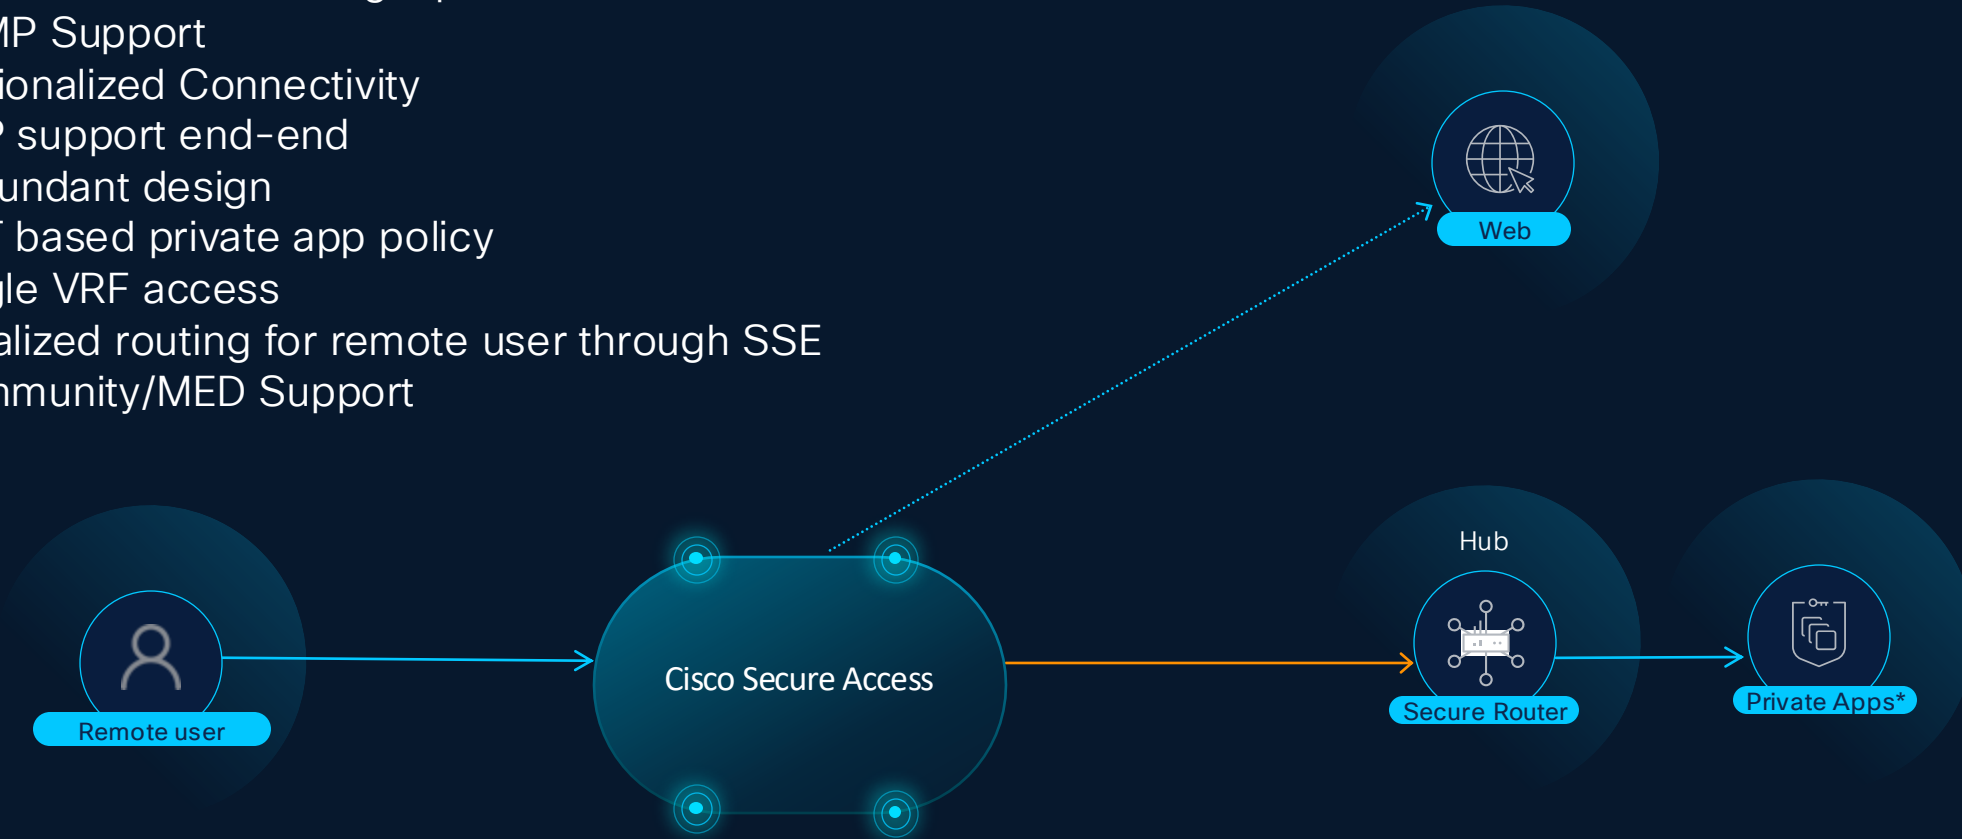 MP Support
ionalized Connectivity
P support end-end
undant design
T based private app policy
gle VRF access
alized routing for remote user through SSE
mmunity/MED Support
Web
Hub
Cisco Secure Access
Secure Router
Private Apps*
Remote user